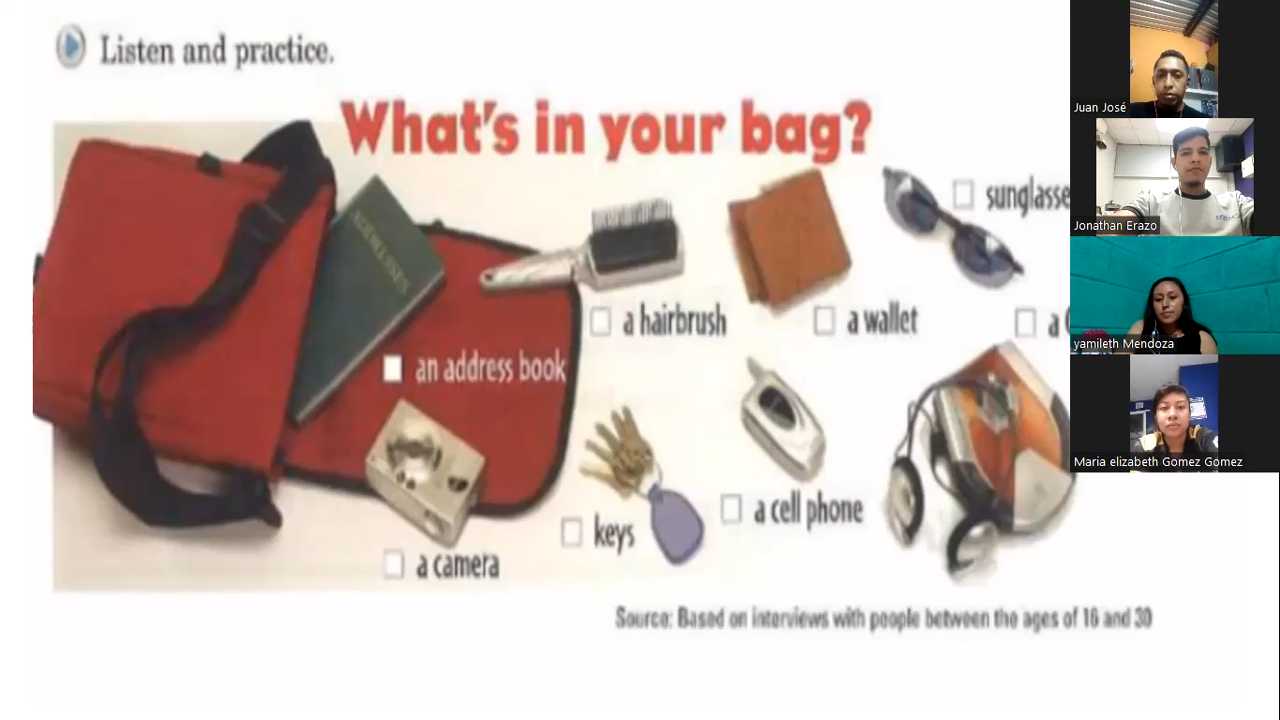 Listen and practice.
What's in your bag?
sunglasse
a hairbrush
a wallet
a
an address book
a cell phone
keys
a camera
Source: Based on interviews with people between the ages of 16 and 30
Juan José
Jonathan Erazo
yamileth Mendoza
Maria elizabeth Gomez Gomez